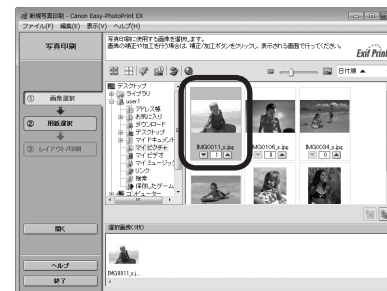 新規写真印刷 - Canon Easy-PhotoPrint EX
ファイル(F) 編集(E) 表示(V) ヘルプ(H)
写真印刷
写真印刷に使用する画像を選択します。
画像の補正や加工を行う場合は、補正/加工ボタンをクリックし、表示される画面で行ってください。
Exif Print
日付順
① 画像選択
② 用紙選択
③ レイアウト/印刷
開く
ヘルプ
終了
デスクトップ
ライブラリ
user1
アドレス帳
お気に入り
ダウンロード
デスクトップ
マイ ドキュメント
マイ ピクチャ
マイ ビデオ
マイ ミュージック
リンク
検索
保存したゲーム
コンピューター
IMG0011_s.jpg
1
IMG0106_s.jpg
0
IMG0034_s.jpg
0
選択画像(1枚)
IMG0011_s.j...